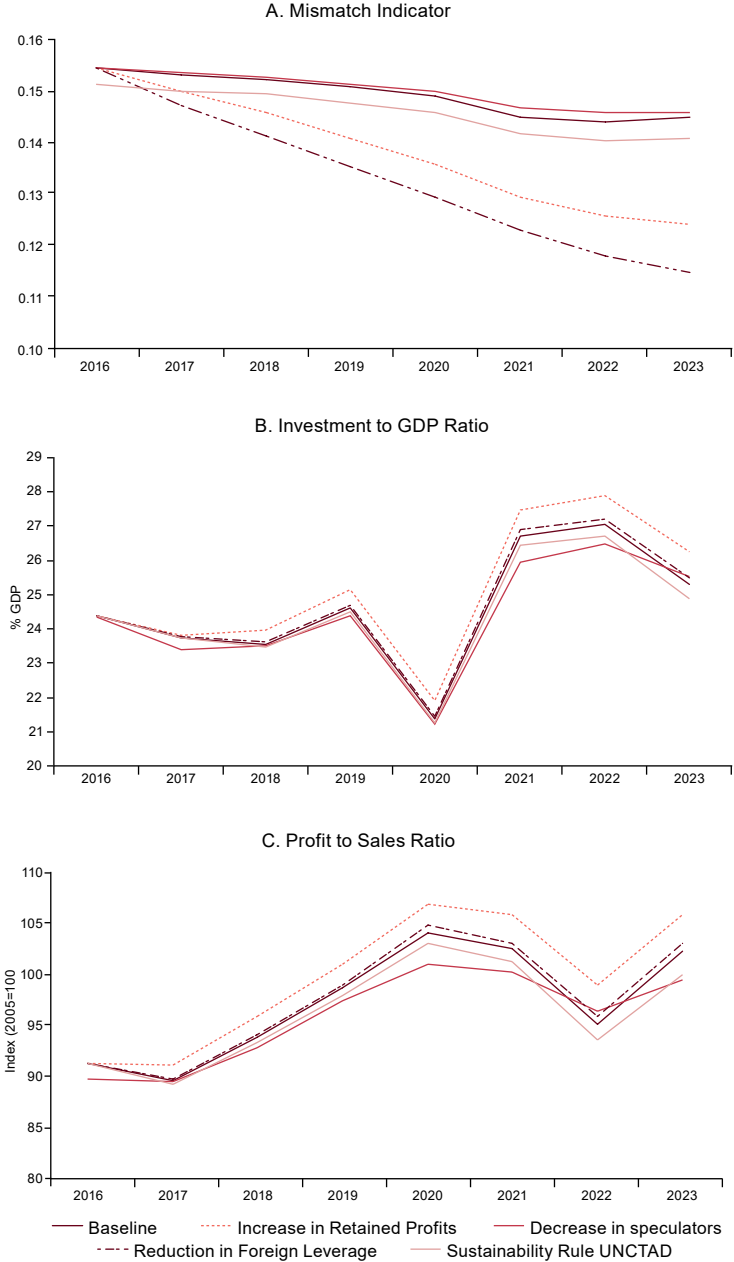 A. Mismatch Indicator
0.16
0.15
0.14
0.13
0.12
0.11
0.10
2016 2017 2018 2019 2020 2021 2022 2023
B. Investment to GDP Ratio
% GDP
29
28
27
26
25
24
23
22
21
20
2016 2017 2018 2019 2020 2021 2022 2023
C. Profit to Sales Ratio
Index (2005=100
110
105
100
95
90
85
80
2016 2017 2018 2019 2020 2021 2022 2023
Baseline Increase in Retained Profits Decrease in speculators
Reduction in Foreign Leverage Sustainability Rule UNCTAD